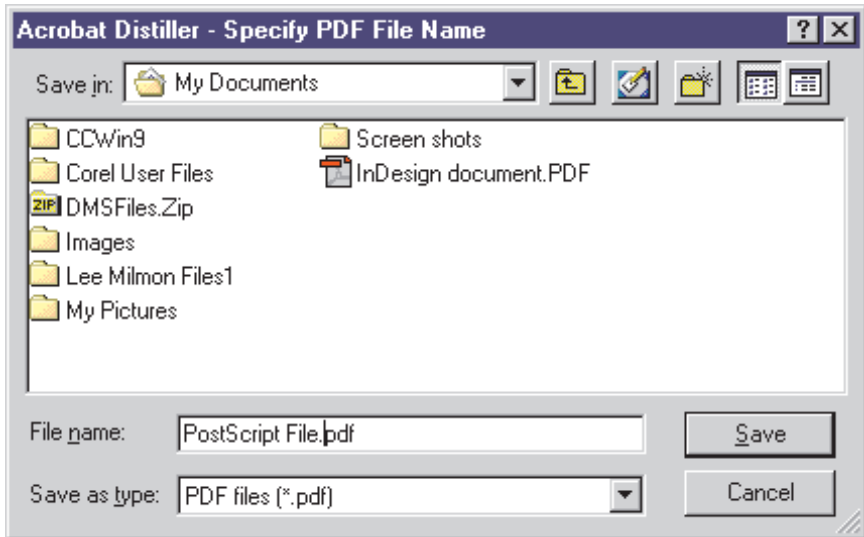 Acrobat Distiller - Specify PDF File Name
Save in: My Documents
CCWin9
Corel User Files
ZIP DMSFiles.Zip
Images
Lee Milmon Files1
My Pictures
Screen shots
InDesign document.PDF
File name: PostScript File.pdf
Save
Save as type: PDF files (*.pdf)
Cancel